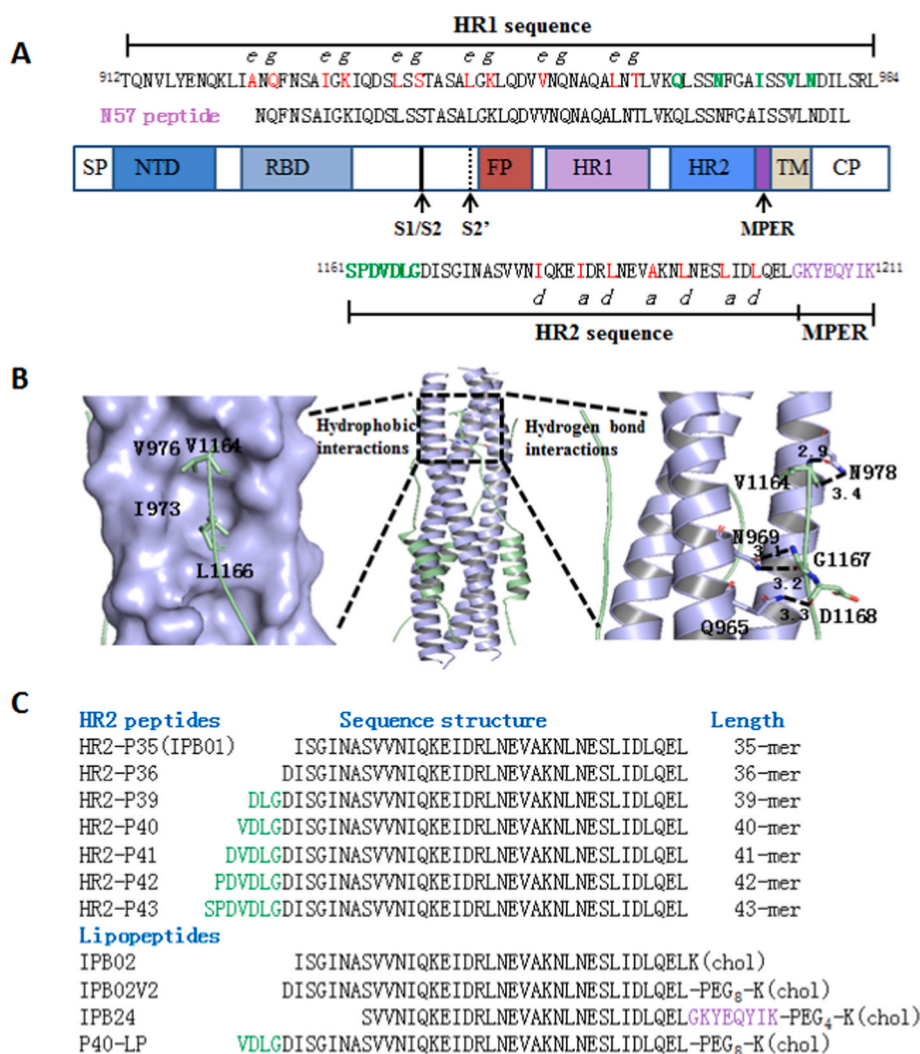 A
HR1 sequence
e g e g e g e g e g e g
912TQNVLYENQKLIANQFNSAIGKIQDSLSSTASALGKLQDVVNQNAQALNTLVKQLSSNFGAISSVLNDILSRL984
N57 peptide NQFNSAIGKIQDSLSSTASALGKLQDVVNQNAQALNTLVKQLSSNFGAISSVLNDIL
SP NTD RBD FP HR1 HR2 TM CP
S1/S2 S2’ MPER
1161SPDVDLGDISGINASVVNIQKEIDRLNEVAKNLNESLIDLQELGKYEQYIK1211
d a d a d a d
HR2 sequence MPER
B
Hydrophobic interactions
Hydrogen bond interactions
V976 V1164
I973
L1166
2.9
N978
V1164
3.4
N969
3.1
G1167
3.2
3.3
D1168
Q965
C
HR2 peptides Sequence structure Length
HR2-P35(IPB01) ISGINASVVNIQKEIDRLNEVAKNLNESLIDLQEL 35-mer
HR2-P36 DISGINASVVNIQKEIDRLNEVAKNLNESLIDLQEL 36-mer
HR2-P39 DLGDISGINASVVNIQKEIDRLNEVAKNLNESLIDLQEL 39-mer
HR2-P40 VDLGDISGINASVVNIQKEIDRLNEVAKNLNESLIDLQEL 40-mer
HR2-P41 DVDLGDISGINASVVNIQKEIDRLNEVAKNLNESLIDLQEL 41-mer
HR2-P42 PDVDLGDISGINASVVNIQKEIDRLNEVAKNLNESLIDLQEL 42-mer
HR2-P43 SPDVDLGDISGINASVVNIQKEIDRLNEVAKNLNESLIDLQEL 43-mer
Lipopeptides
IPB02 ISGINASVVNIQKEIDRLNEVAKNLNESLIDLQELK(chol)
IPB02V2 DISGINASVVNIQKEIDRLNEVAKNLNESLIDLQEL-PEG8-K(chol)
IPB24 SVVNIQKEIDRLNEVAKNLNESLIDLQELGKYEQYIK-PEG4-K(chol)
P40-LP VDLGDISGINASVVNIQKEIDRLNEVAKNLNESLIDLQEL-PEG8-K(chol)